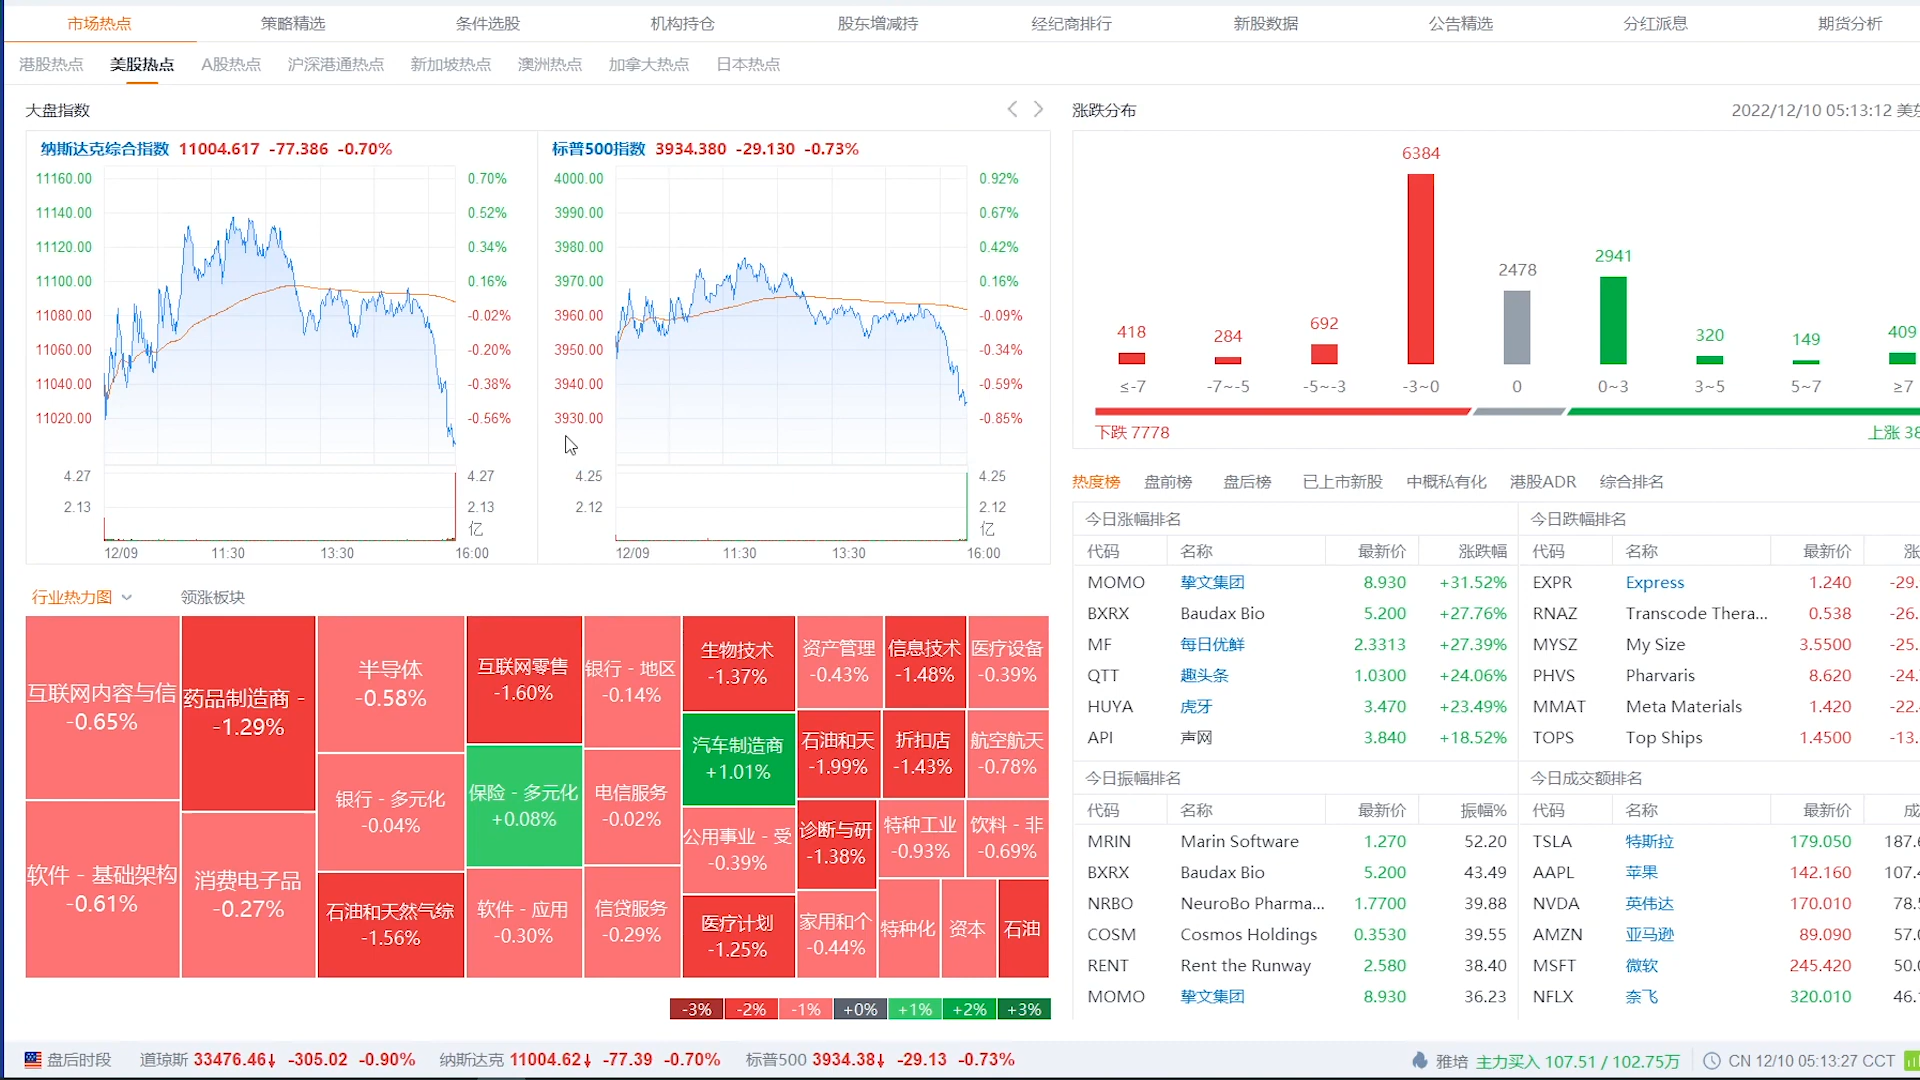 市场热点 策略精选 条件选股 机构持仓 股东增减持 经纪商排行 新股数据 公告精选 分红派息 期货分析
港股热点 美股热点 A股热点 沪深港通热点 新加坡热点 澳洲热点 加拿大热点 日本热点
大盘指数
纳斯达克综合指数 11004.617 -77.386 -0.70%
11160.00 0.70%
11140.00 0.52%
11120.00 0.34%
11100.00 0.16%
11080.00 -0.02%
11060.00 -0.20%
11040.00 -0.38%
11020.00 -0.56%
4.27 4.27
2.13 2.13
亿
12/09 11:30 13:30 16:00
标普500指数 3934.380 -29.130 -0.73%
4000.00 0.92%
3990.00 0.67%
3980.00 0.42%
3970.00 0.16%
3960.00 -0.09%
3950.00 -0.34%
3940.00 -0.59%
3930.00 -0.85%
4.25 4.25
2.12 2.12
亿
12/09 11:30 13:30 16:00
涨跌分布 2022/12/10 05:13:12 美东
418 284 692 6384 2478 2941 320 149 409
≤-7 -7~-5 -5~-3 -3~0 0 0~3 3~5 5~7 ≥7
下跌 7778 上涨 38
行业热力图 领涨板块
互联网内容与信
-0.65%
软件 - 基础架构
-0.61%
药品制造商 -
-1.29%
消费电子品
-0.27%
半导体
-0.58%
银行 - 多元化
-0.04%
石油和天然气综
-1.56%
互联网零售
-1.60%
保险 - 多元化
+0.08%
软件 - 应用
-0.30%
银行 - 地区
-0.14%
电信服务
-0.02%
信贷服务
-0.29%
生物技术
-1.37%
汽车制造商
+1.01%
公用事业 - 受
-0.39%
医疗计划
-1.25%
资产管理
-0.43%
信息技术
-1.48%
医疗设备
-0.39%
石油和天
-1.99%
折扣店
-1.43%
航空航天
-0.78%
诊断与研
-1.38%
特种工业
-0.93%
饮料 - 非
-0.69%
家用和个
-0.44%
特种化
资本
石油
-3% -2% -1% +0% +1% +2% +3%
热度榜 盘前榜 盘后榜 已上市新股 中概私有化 港股ADR 综合排名
今日涨幅排名
代码 名称 最新价 涨跌幅
MOMO 挚文集团 8.930 +31.52%
BXRX Baudax Bio 5.200 +27.76%
MF 每日优鲜 2.3313 +27.39%
QTT 趣头条 1.0300 +24.06%
HUYA 虎牙 3.470 +23.49%
API 声网 3.840 +18.52%
今日跌幅排名
代码 名称 最新价 涨
EXPR Express 1.240 -29.
RNAZ Transcode Thera... 0.538 -26.
MYSZ My Size 3.5500 -25.
PHVS Pharvaris 8.620 -24.
MMAT Meta Materials 1.420 -22.
TOPS Top Ships 1.4500 -13.
今日振幅排名
代码 名称 最新价 振幅%
MRIN Marin Software 1.270 52.20
BXRX Baudax Bio 5.200 43.49
NRBO NeuroBo Pharma... 1.7700 39.88
COSM Cosmos Holdings 0.3530 39.55
RENT Rent the Runway 2.580 38.40
MOMO 挚文集团 8.930 36.23
今日成交额排名
代码 名称 最新价 成
TSLA 特斯拉 179.050 187.
AAPL 苹果 142.160 107.
NVDA 英伟达 170.010 78.
AMZN 亚马逊 89.090 57.
MSFT 微软 245.420 50.
NFLX 奈飞 320.010 46.
盘后时段 道琼斯 33476.46↓ -305.02 -0.90% 纳斯达克 11004.62↓ -77.39 -0.70% 标普500 3934.38↓ -29.13 -0.73% 雅培 主力买入 107.51 / 102.75万 CN 12/10 05:13:27 CCT